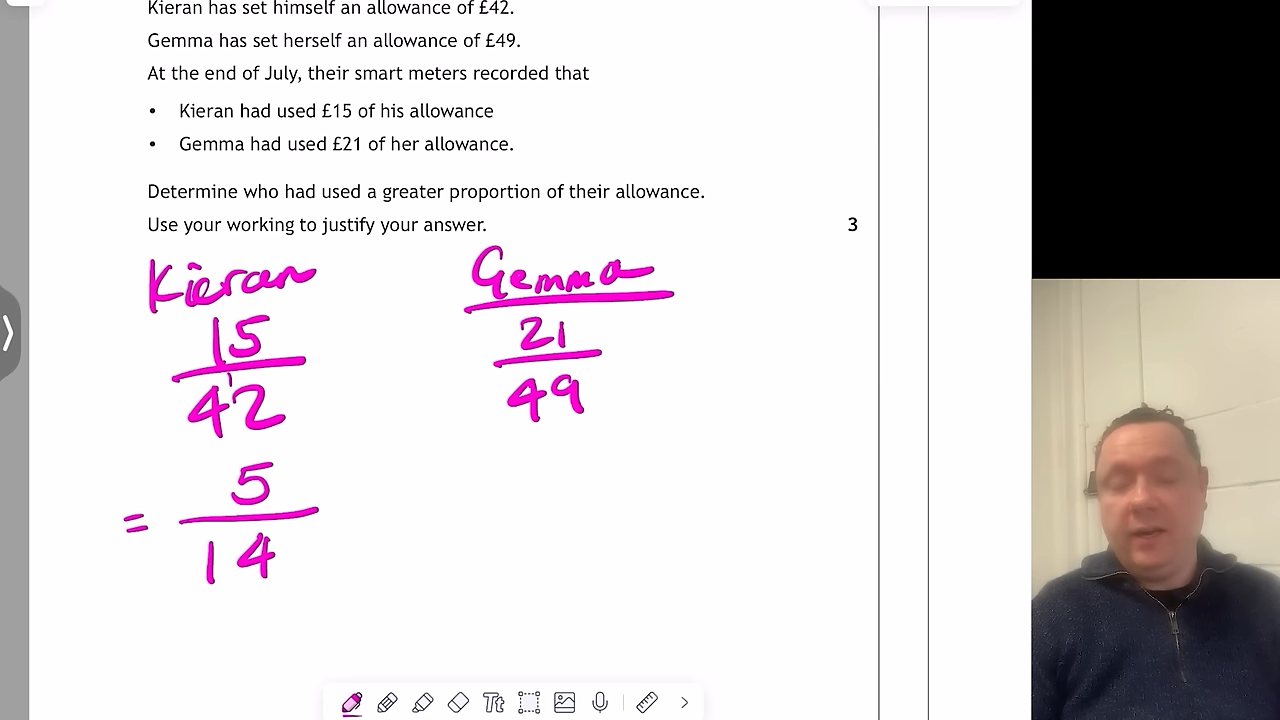 Kieran has set himself an allowance of £42.
Gemma has set herself an allowance of £49.
At the end of July, their smart meters recorded that
• Kieran had used £15 of his allowance
• Gemma had used £21 of her allowance.
Determine who had used a greater proportion of their allowance.
Use your working to justify your answer. 3
Kieran Gemma
15 21
42 49
= 5
14
Tt